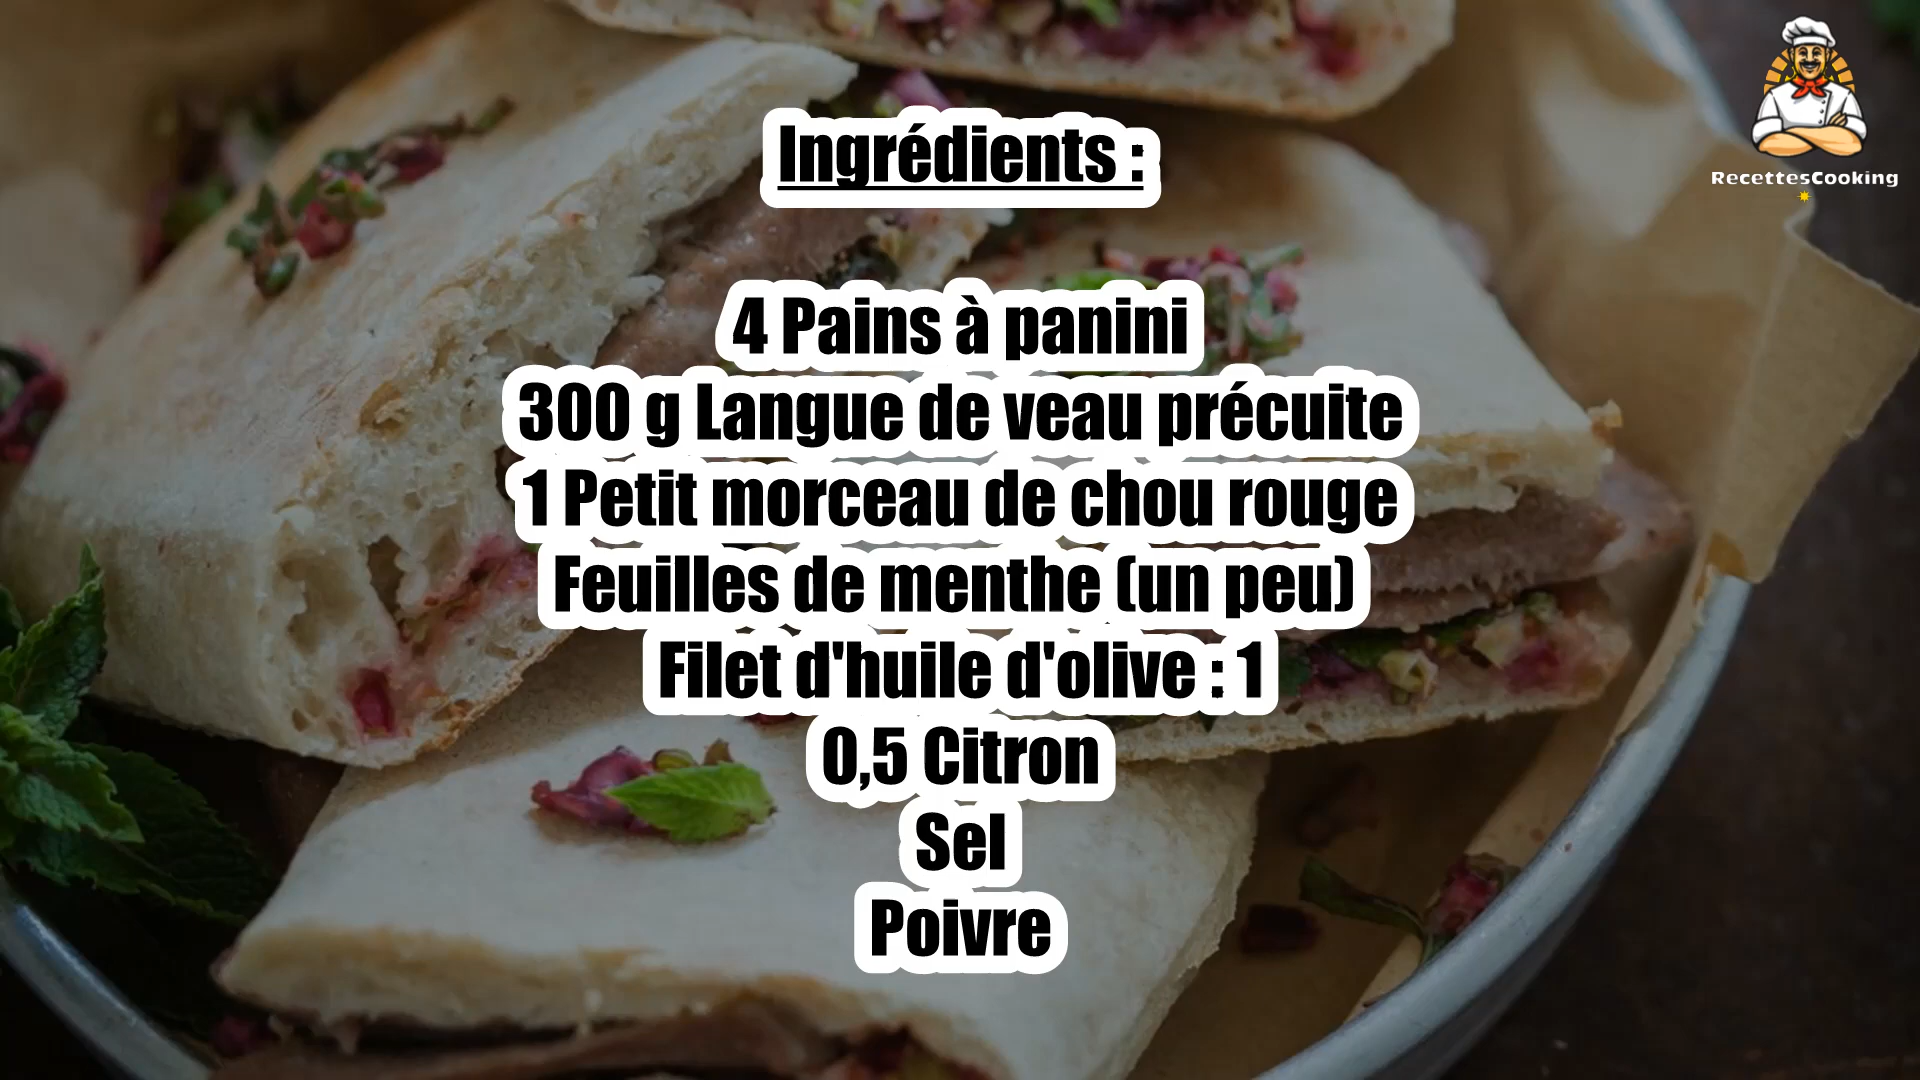 Ingrédients :
RecettesCooking
4 Pains à panini
300 g Langue de veau précuite
1 Petit morceau de chou rouge
Feuilles de menthe (un peu)
Filet d'huile d'olive : 1
0,5 Citron
Sel
Poivre